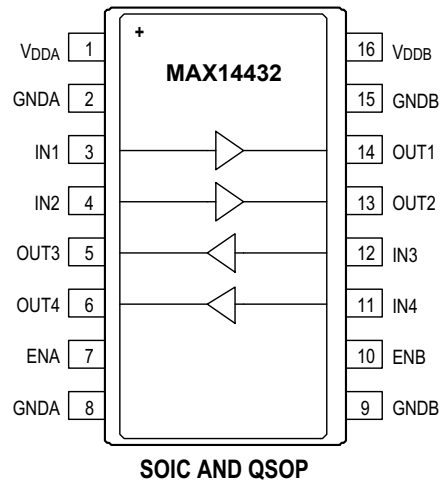 +
MAX14432
VDDA 1 16 VDDB
GNDA 2 15 GNDB
IN1 3 14 OUT1
IN2 4 13 OUT2
OUT3 5 12 IN3
OUT4 6 11 IN4
ENA 7 10 ENB
GNDA 8 9 GNDB
SOIC AND QSOP